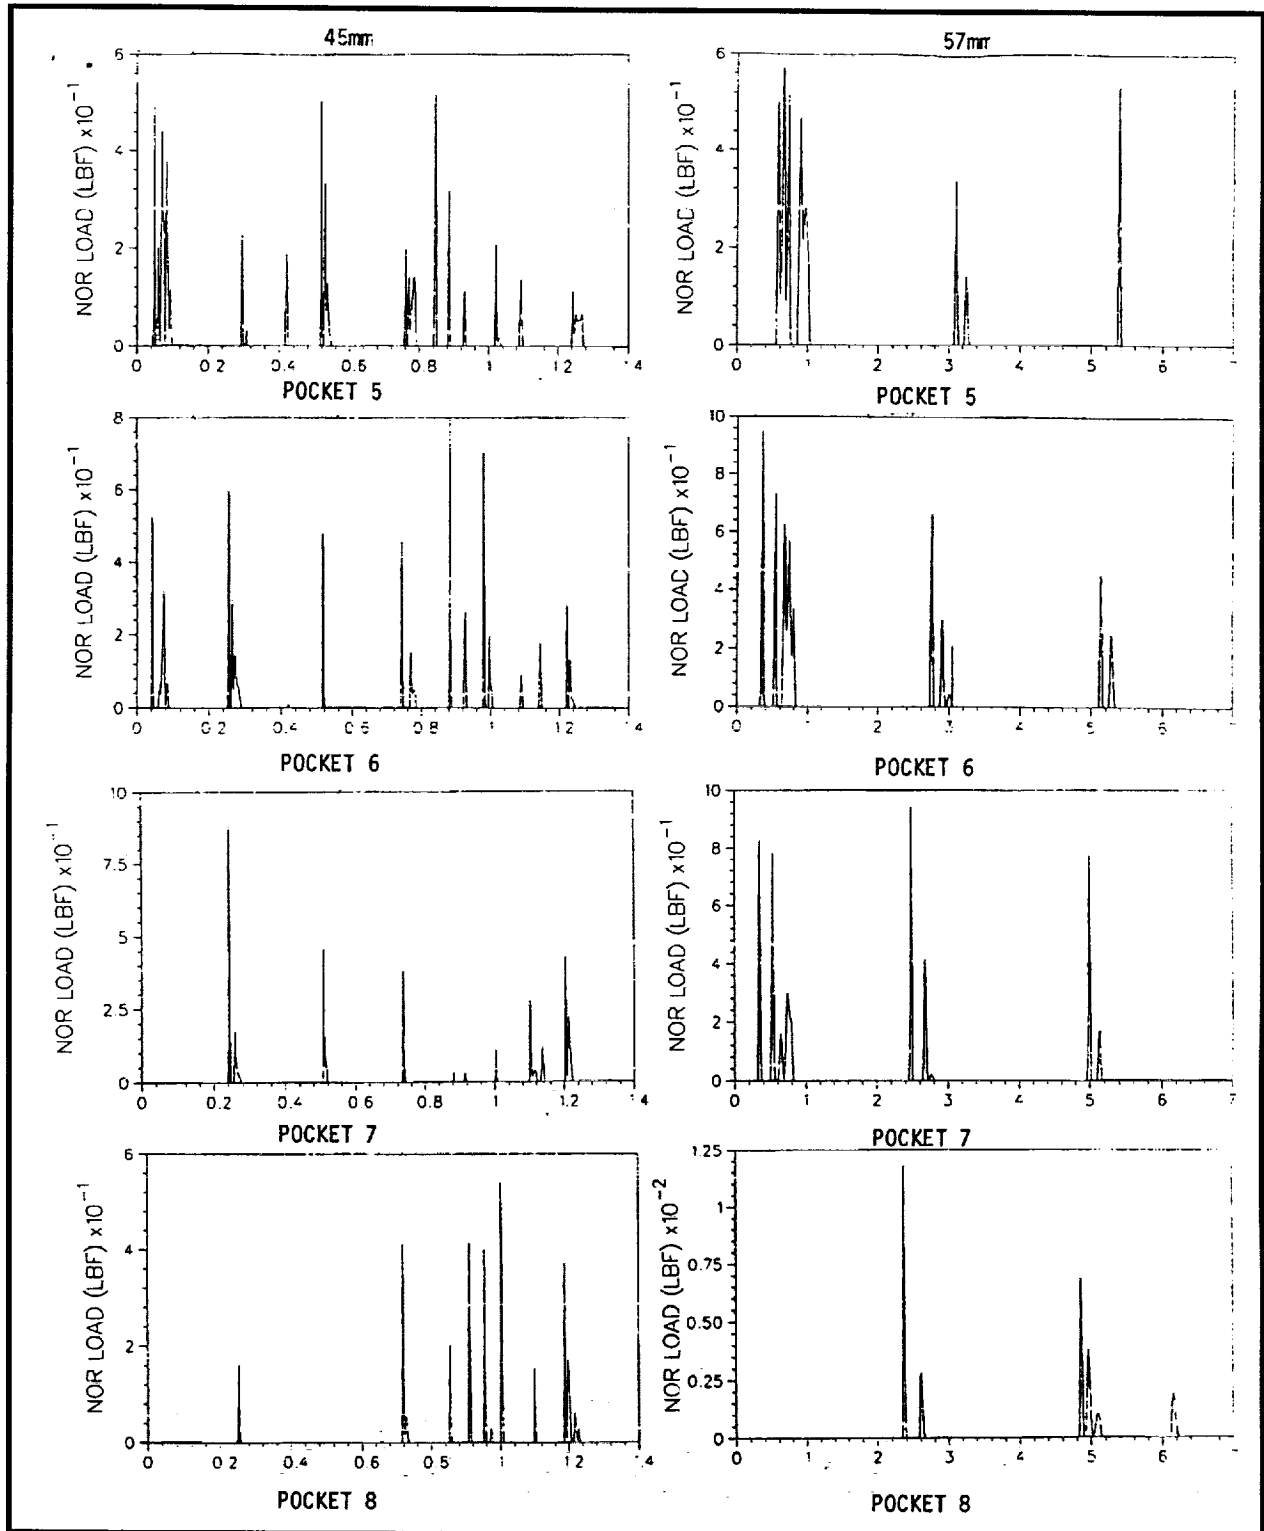 45mm 57mm
6 4 2 0
NOR LOAD (LBF) x10⁻¹
0 0.2 0.4 0.6 0.8 1 1.2 1.4
POCKET 5
6 4 2 0
NOR LOAD (LBF) x10⁻¹
0 1 2 3 4 5 6 7
POCKET 5
8 6 4 2 0
NOR LOAD (LBF) x10⁻¹
0 0.2 0.4 0.6 0.8 1 1.2 1.4
POCKET 6
10 8 6 4 2 0
NOR LOAD (LBF) x10⁻¹
0 1 2 3 4 5 6 7
POCKET 6
10 7.5 5 2.5 0
NOR LOAD (LBF) x10⁻¹
0 0.2 0.4 0.6 0.8 1 1.2 1.4
POCKET 7
10 8 6 4 2 0
NOR LOAD (LBF) x10⁻¹
0 1 2 3 4 5 6 7
POCKET 7
6 4 2 0
NOR LOAD (LBF) x10⁻¹
0 0.2 0.4 0.6 0.8 1 1.2 1.4
POCKET 8
1.25 1 0.75 0.50 0.25 0
NOR LOAD (LBF) x10⁻²
0 1 2 3 4 5 6 7
POCKET 8